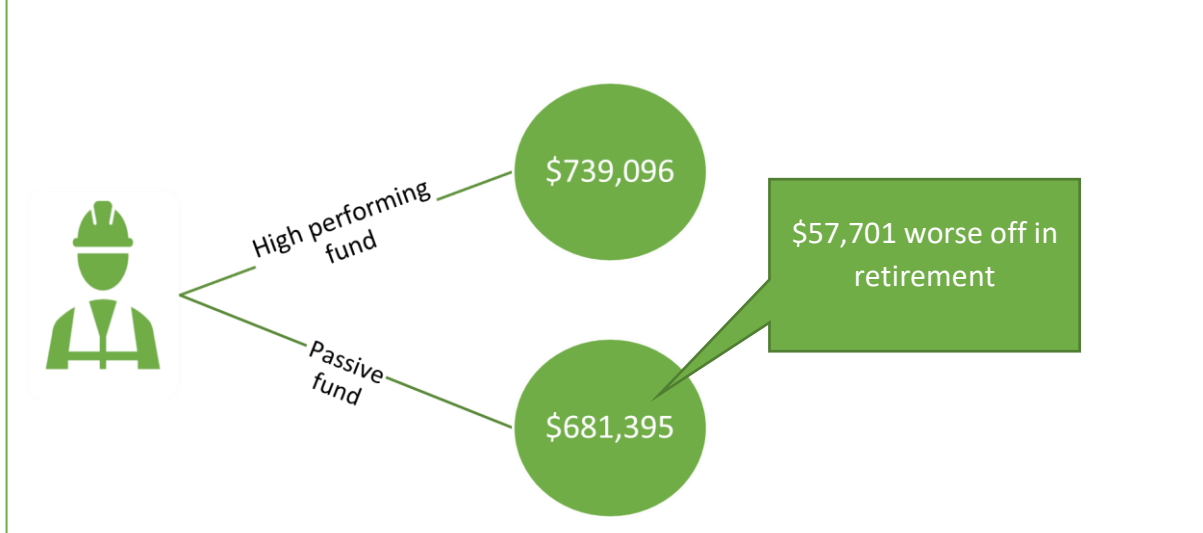 High performing
fund
$739,096
$57,701 worse off in
retirement
Passive
fund
$681,395